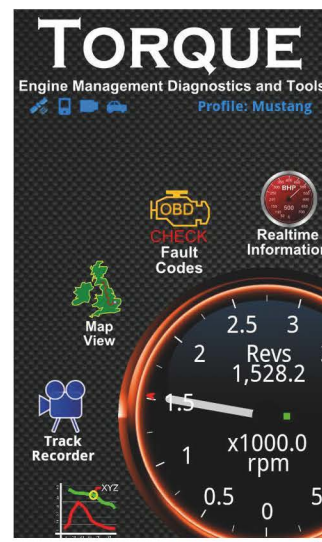 TORQUE
Engine Management Diagnostics and Tools
Profile: Mustang
BHP
500
OBD
CHECK
Fault
Codes
Realtime
Information
Map
View
2.5 3
2 Revs
1,528.2
1.5
Track
Recorder
1 x1000.0
rpm
XYZ
0.5 5
0